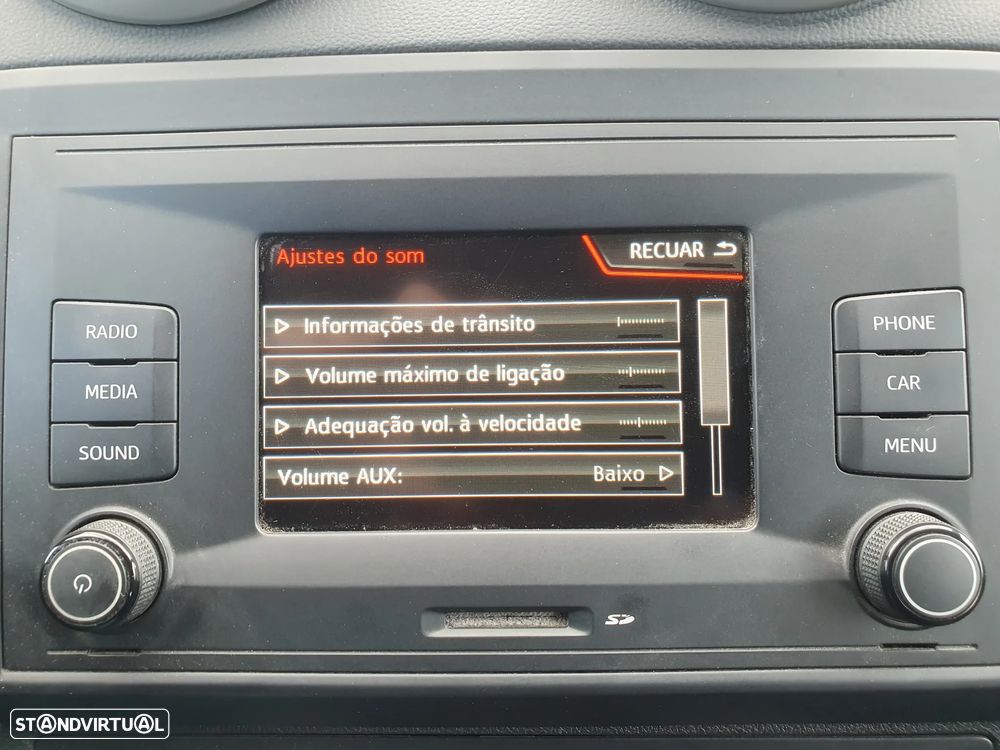 Ajustes do som
RECUAR
Informações de trânsito
Volume máximo de ligação
Adequação vol. à velocidade
Volume AUX: Baixo
RADIO
MEDIA
SOUND
PHONE
CAR
MENU
SD
STANDVIRTUAL